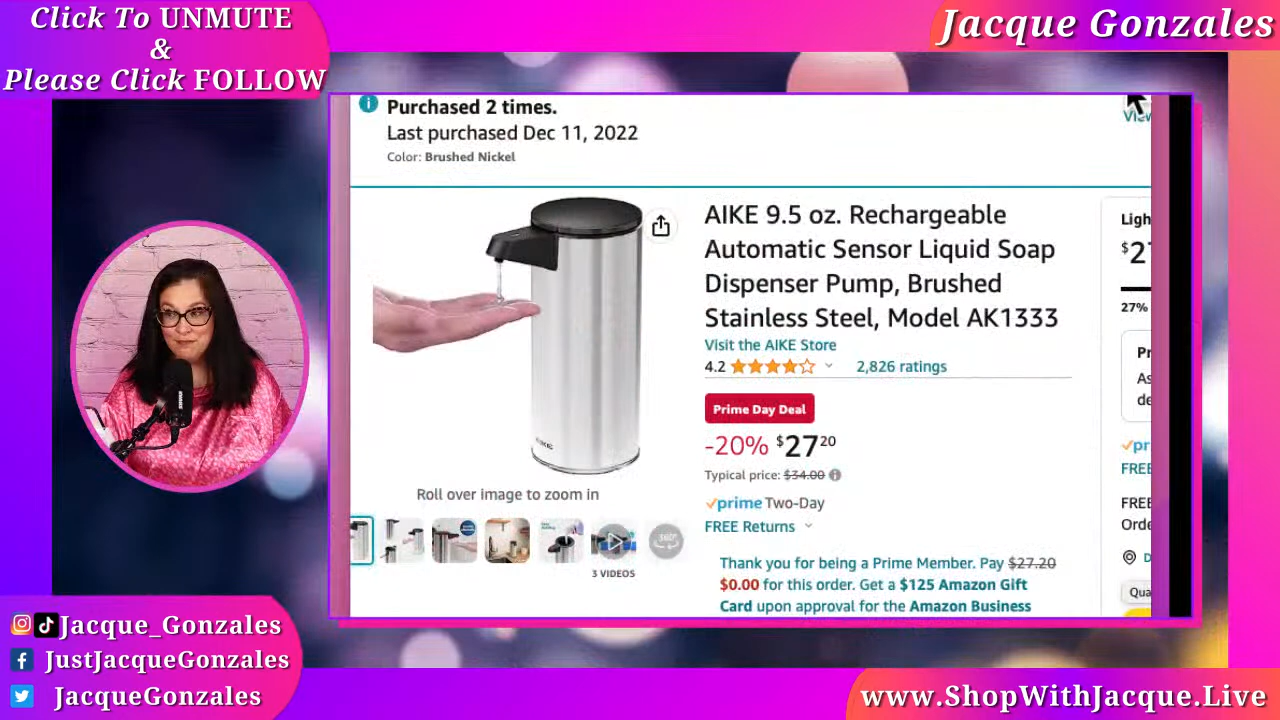 Click To UNMUTE
&
Please Click FOLLOW
Jacque Gonzales
Purchased 2 times.
Last purchased Dec 11, 2022
Color: Brushed Nickel
AIKE 9.5 oz. Rechargeable
Automatic Sensor Liquid Soap
Dispenser Pump, Brushed
Stainless Steel, Model AK1333
Visit the AIKE Store
4.2
2,826 ratings
Prime Day Deal
-20% $2720
Typical price: $34.00
prime Two-Day
FREE Returns
Thank you for being a Prime Member. Pay $27.20
$0.00 for this order. Get a $125 Amazon Gift
Card upon approval for the Amazon Business
Roll over image to zoom in
360°
3 VIDEOS
27%
FREE
FREE
Jacque_Gonzales
JustJacqueGonzales
JacqueGonzales
www.ShopWithJacque.Live